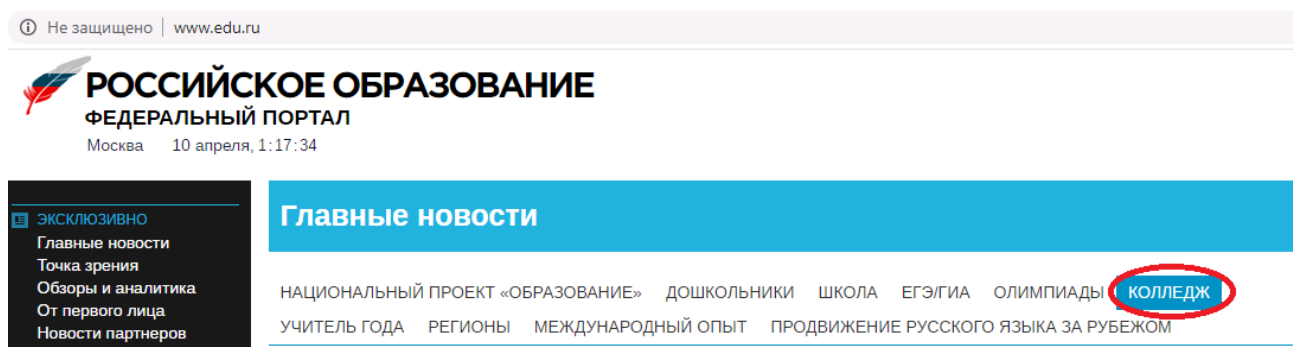 Не защищено | www.edu.ru
РОССИЙСКОЕ ОБРАЗОВАНИЕ
ФЕДЕРАЛЬНЫЙ ПОРТАЛ
Москва 10 апреля, 1:17:34
ЭКСКЛЮЗИВНО
Главные новости
Точка зрения
Обзоры и аналитика
От первого лица
Новости партнеров
Главные новости
НАЦИОНАЛЬНЫЙ ПРОЕКТ «ОБРАЗОВАНИЕ» ДОШКОЛЬНИКИ ШКОЛА ЕГЭ/ГИА ОЛИМПИАДЫ КОЛЛЕДЖ
УЧИТЕЛЬ ГОДА РЕГИОНЫ МЕЖДУНАРОДНЫЙ ОПЫТ ПРОДВИЖЕНИЕ РУССКОГО ЯЗЫКА ЗА РУБЕЖОМ